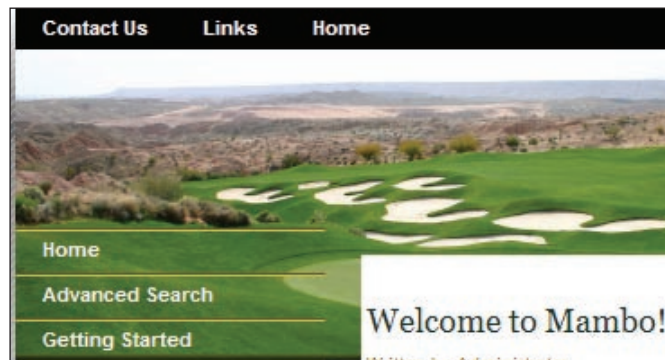 Contact Us Links Home
Home
Advanced Search
Getting Started
Welcome to Mambo!